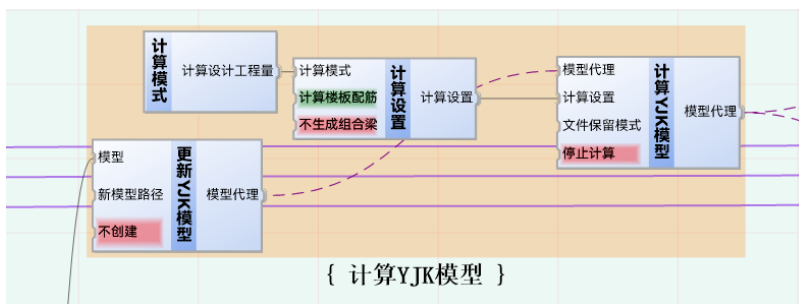 计算模式
计算设计工程量
计算模式
计算楼板配筋
不生成组合梁
计算设置
计算设置
模型代理
计算设置
文件保留模式
停止计算
计算YJK模型
模型代理
模型
新模型路径
不创建
更新YJK模型
模型代理
{ 计算YJK模型 }